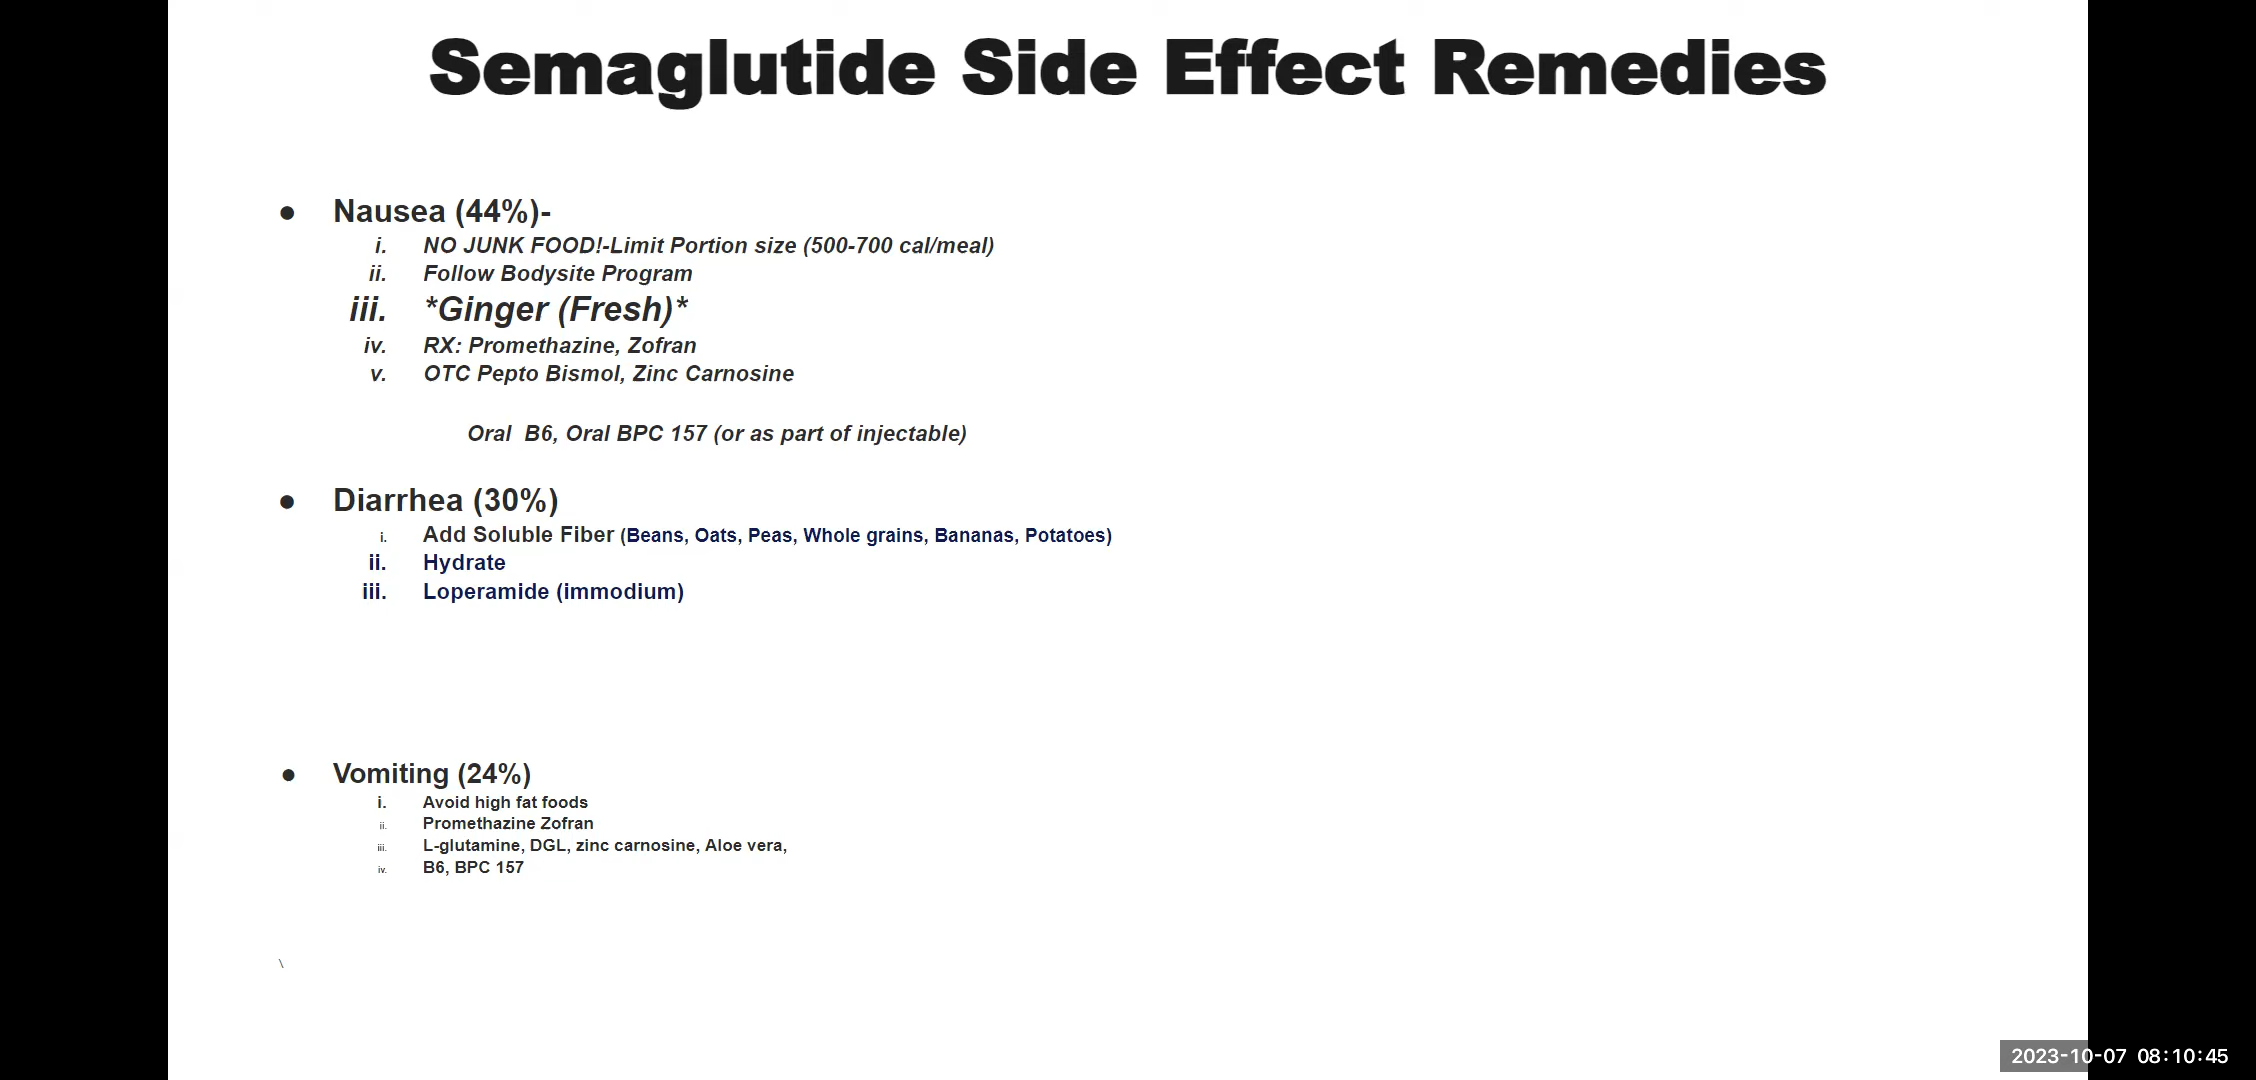 Semaglutide Side Effect Remedies
● Nausea (44%)-
i. NO JUNK FOOD!-Limit Portion size (500-700 cal/meal)
ii. Follow Bodysite Program
iii. *Ginger (Fresh)*
iv. RX: Promethazine, Zofran
v. OTC Pepto Bismol, Zinc Carnosine
Oral B6, Oral BPC 157 (or as part of injectable)
● Diarrhea (30%)
i. Add Soluble Fiber (Beans, Oats, Peas, Whole grains, Bananas, Potatoes)
ii. Hydrate
iii. Loperamide (immodium)
● Vomiting (24%)
i. Avoid high fat foods
ii. Promethazine Zofran
iii. L-glutamine, DGL, zinc carnosine, Aloe vera,
iv. B6, BPC 157
\
2023-10-07 08:10:45